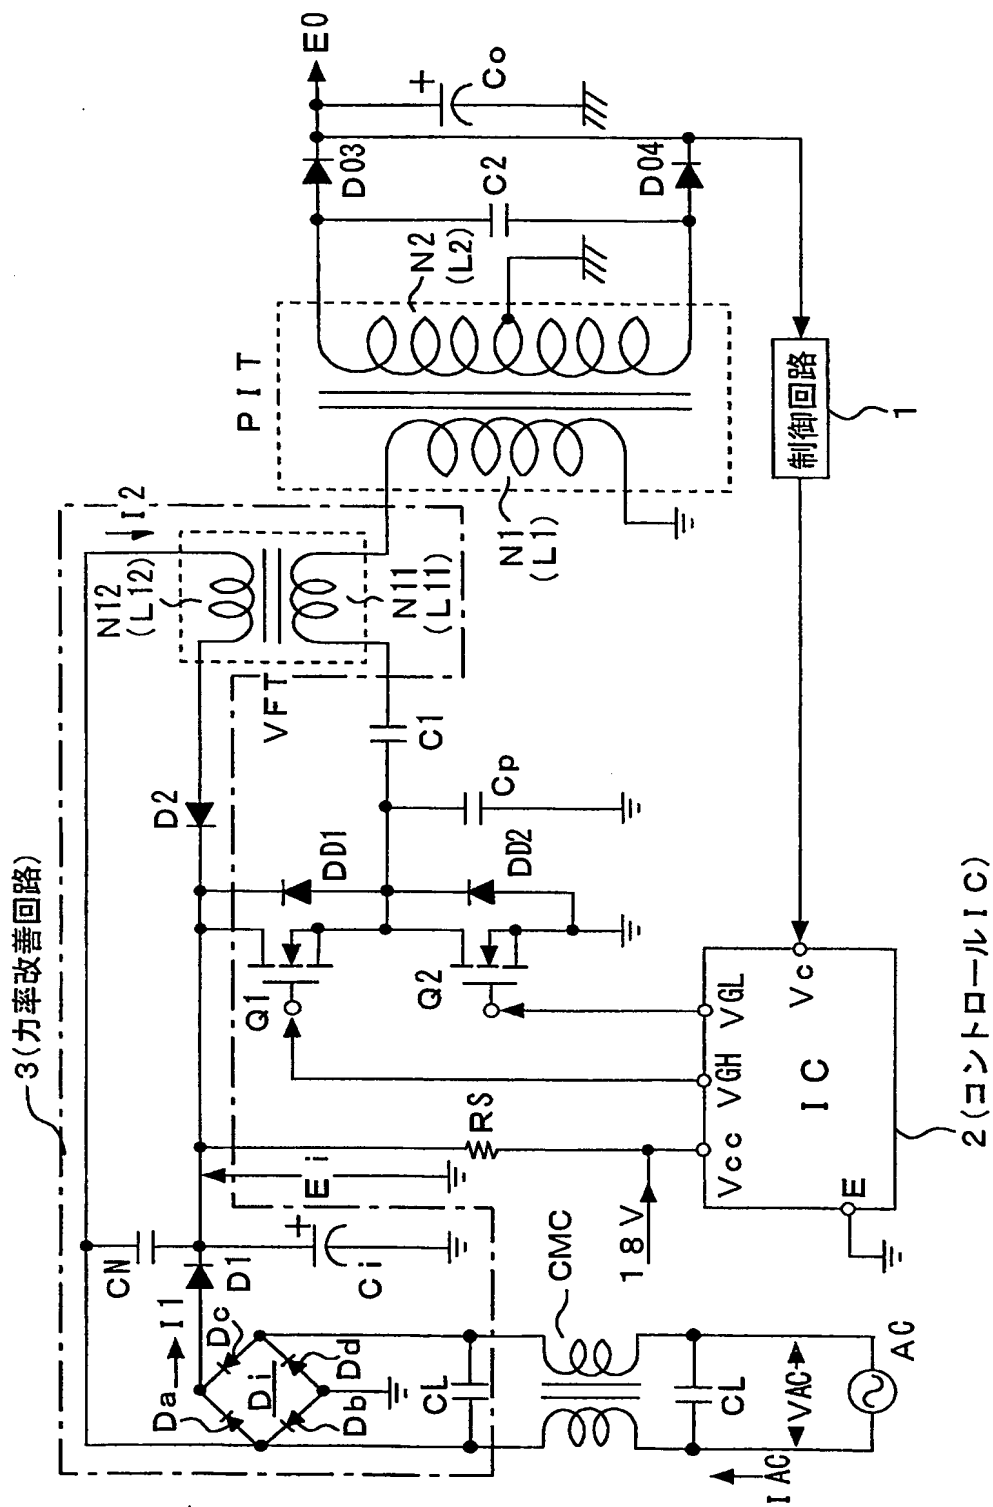 3(力率改善回路)
CN
Da
I1
Dc
D1
Di
Db
Dd
Ci
Ei
CL
CMC
CL
VAC
IAC
AC
18V
RS
Q1
Q2
DD1
DD2
D2
Cp
C1
VFT
N12
(L12)
I2
N11
(L11)
PIT
N1
(L1)
N2
(L2)
C2
D03
D04
Co
E0
制御回路
1
Vcc
VGH
VGL
Vc
IC
E
2(コントロールIC)